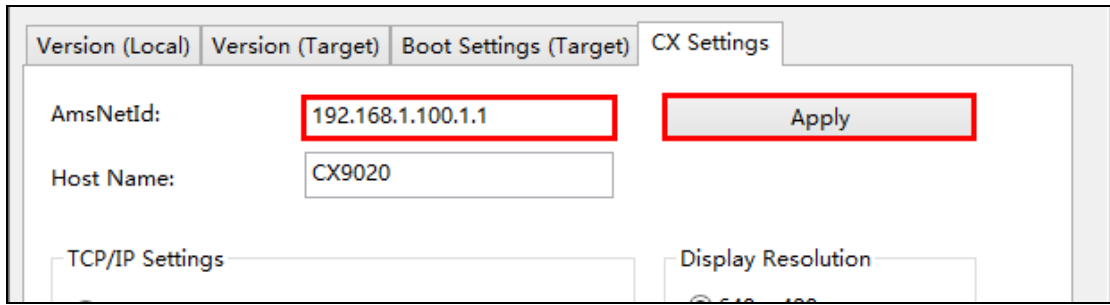 Version (Local) Version (Target) Boot Settings (Target) CX Settings
AmsNetId: 192.168.1.100.1.1 Apply
Host Name: CX9020
TCP/IP Settings Display Resolution